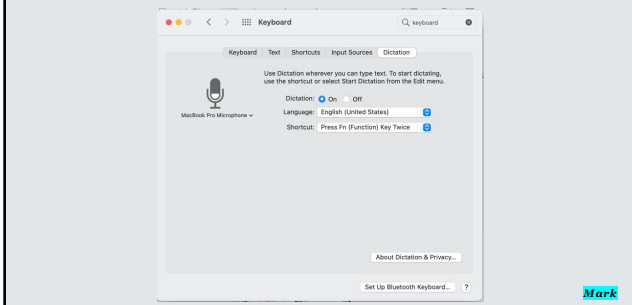 Keyboard
keyboard
Keyboard Text Shortcuts Input Sources Dictation
Use Dictation wherever you can type text. To start dictating,
use the shortcut or select Start Dictation from the Edit menu.
Dictation: On Off
MacBook Pro Microphone
Language: English (United States)
Shortcut: Press Fn (Function) Key Twice
About Dictation & Privacy...
Set Up Bluetooth Keyboard... ?
Mark